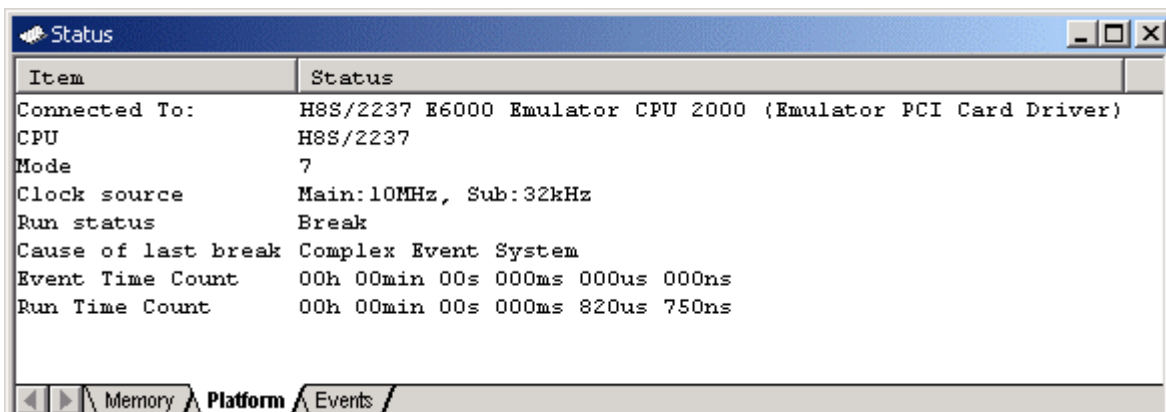 Status
Item Status
Connected To: H8S/2237 E6000 Emulator CPU 2000 (Emulator PCI Card Driver)
CPU H8S/2237
Mode 7
Clock source Main:10MHz, Sub:32kHz
Run status Break
Cause of last break Complex Event System
Event Time Count 00h 00min 00s 000ms 000us 000ns
Run Time Count 00h 00min 00s 000ms 820us 750ns
Memory Platform Events